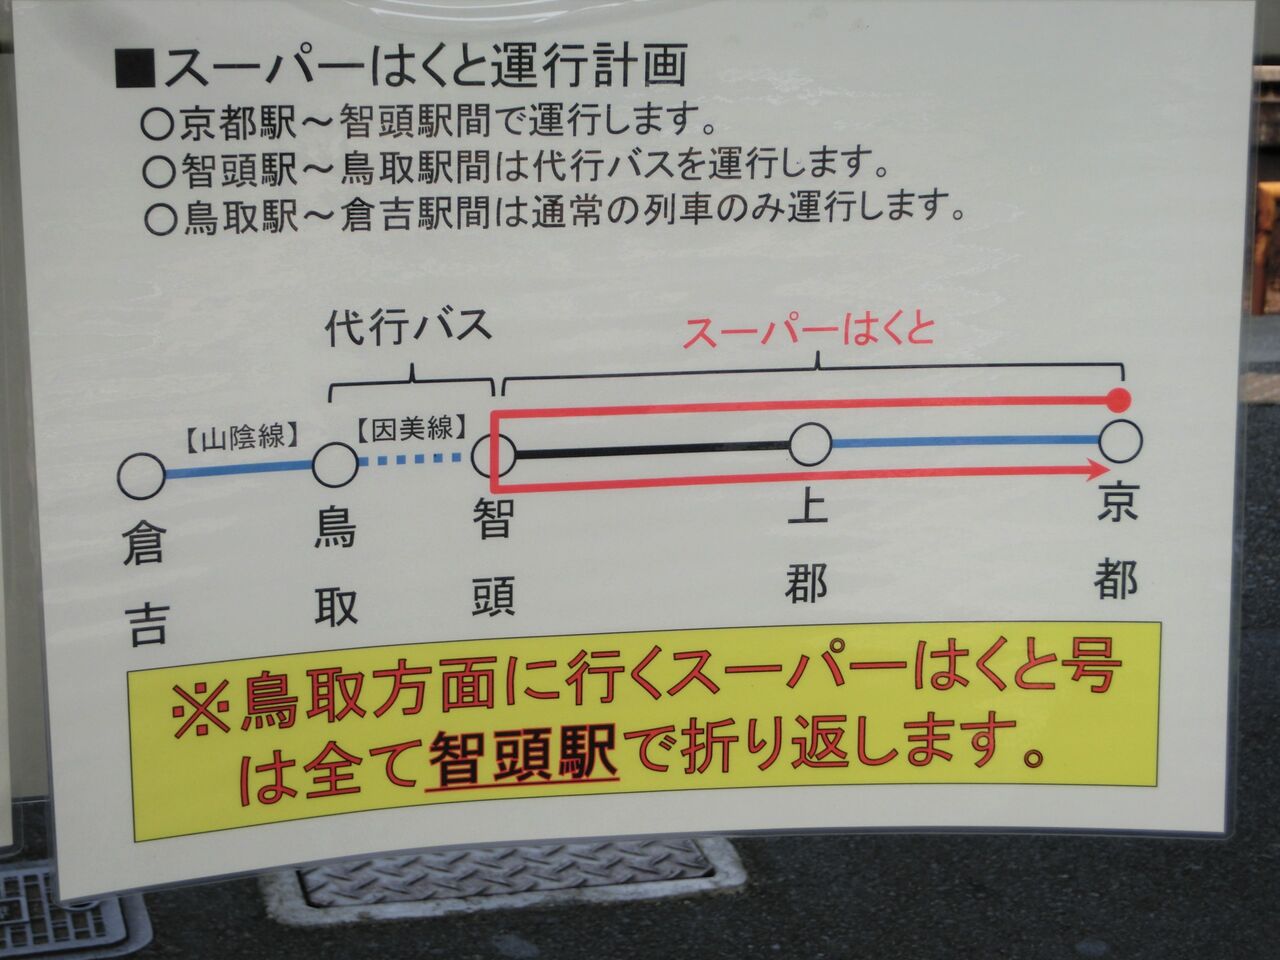 ■スーパーはくと運行計画
○京都駅～智頭駅間で運行します。
○智頭駅～鳥取駅間は代行バスを運行します。
○鳥取駅～倉吉駅間は通常の列車のみ運行します。
代行バス
スーパーはくと
【山陰線】
【因美線】
倉吉
鳥取
智頭
上郡
京都
※鳥取方面に行くスーパーはくと号
は全て智頭駅で折り返します。